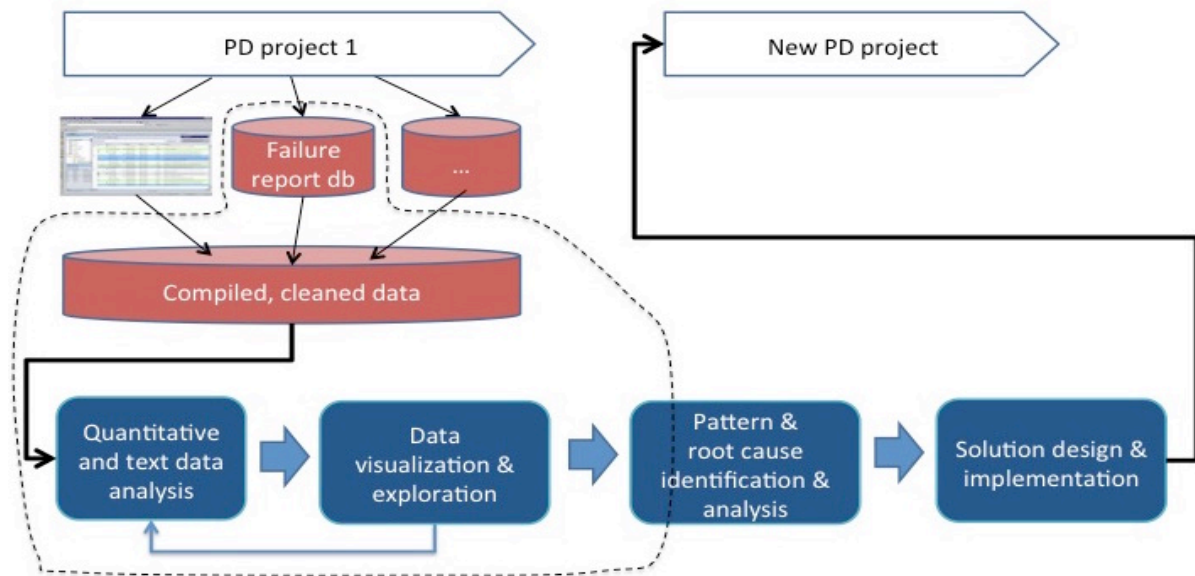 PD project 1
New PD project
Failure
report db
...
Compiled, cleaned data
Quantitative
and text data
analysis
Data
visualization &
exploration
Pattern &
root cause
identification &
analysis
Solution design &
implementation